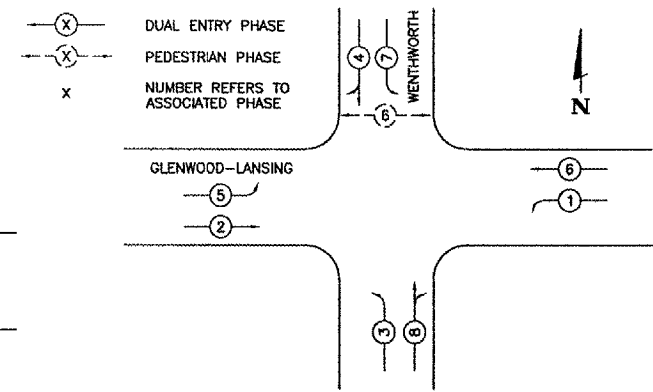 X DUAL ENTRY PHASE
X PEDESTRIAN PHASE
X NUMBER REFERS TO
ASSOCIATED PHASE
4 7 WENTHWORTH
N
6
GLENWOOD-LANSING
5
2
6
1
3 8